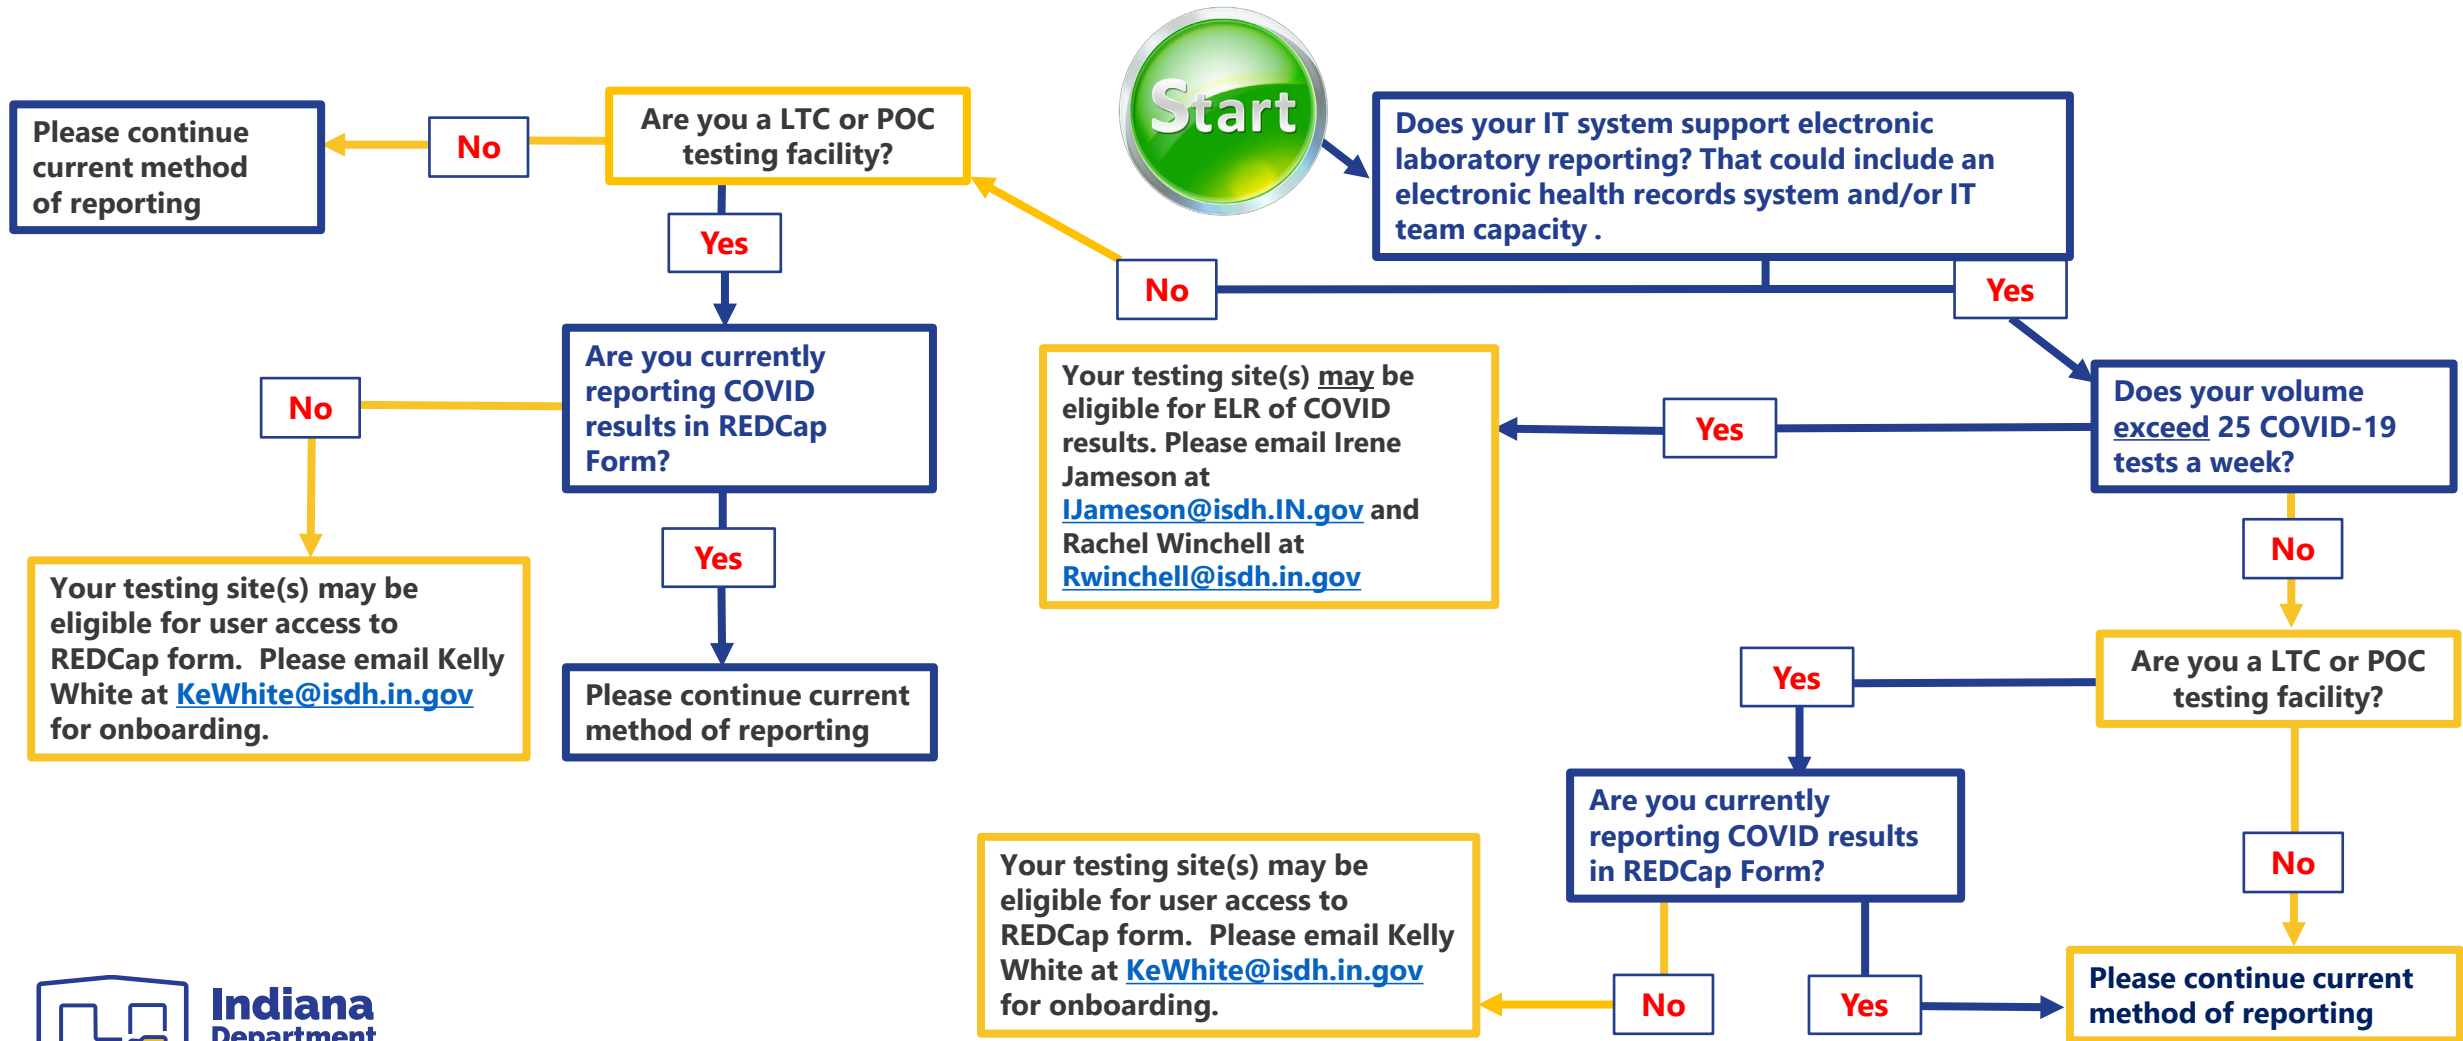 Start
Does your IT system support electronic
laboratory reporting? That could include an
electronic health records system and/or IT
team capacity .
No
Yes
Are you a LTC or POC
testing facility?
No
Please continue
current method
of reporting
Yes
Are you currently
reporting COVID
results in REDCap
Form?
No
Your testing site(s) may be
eligible for user access to
REDCap form.  Please email Kelly
White at KeWhite@isdh.in.gov
for onboarding.
Yes
Please continue current
method of reporting
Does your volume
exceed 25 COVID-19
tests a week?
Yes
Your testing site(s) may be
eligible for ELR of COVID
results. Please email Irene
Jameson at
IJameson@isdh.IN.gov and
Rachel Winchell at
Rwinchell@isdh.in.gov
No
Are you a LTC or POC
testing facility?
Yes
Are you currently
reporting COVID results
in REDCap Form?
No
Your testing site(s) may be
eligible for user access to
REDCap form.  Please email Kelly
White at KeWhite@isdh.in.gov
for onboarding.
Yes
No
Please continue current
method of reporting
Indiana
Department